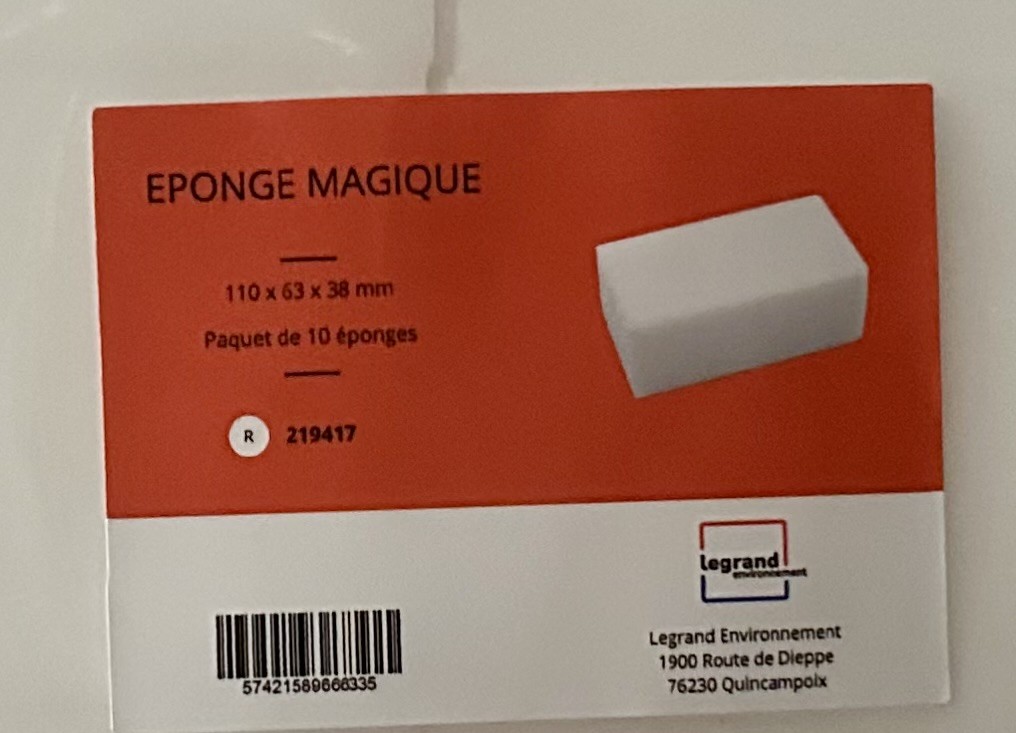 EPONGE MAGIQUE
110 x 63 x 38 mm
Paquet de 10 éponges
R 219417
legrand
environnement
Legrand Environnement
1900 Route de Dieppe
76230 Quincampoix
57421589666335